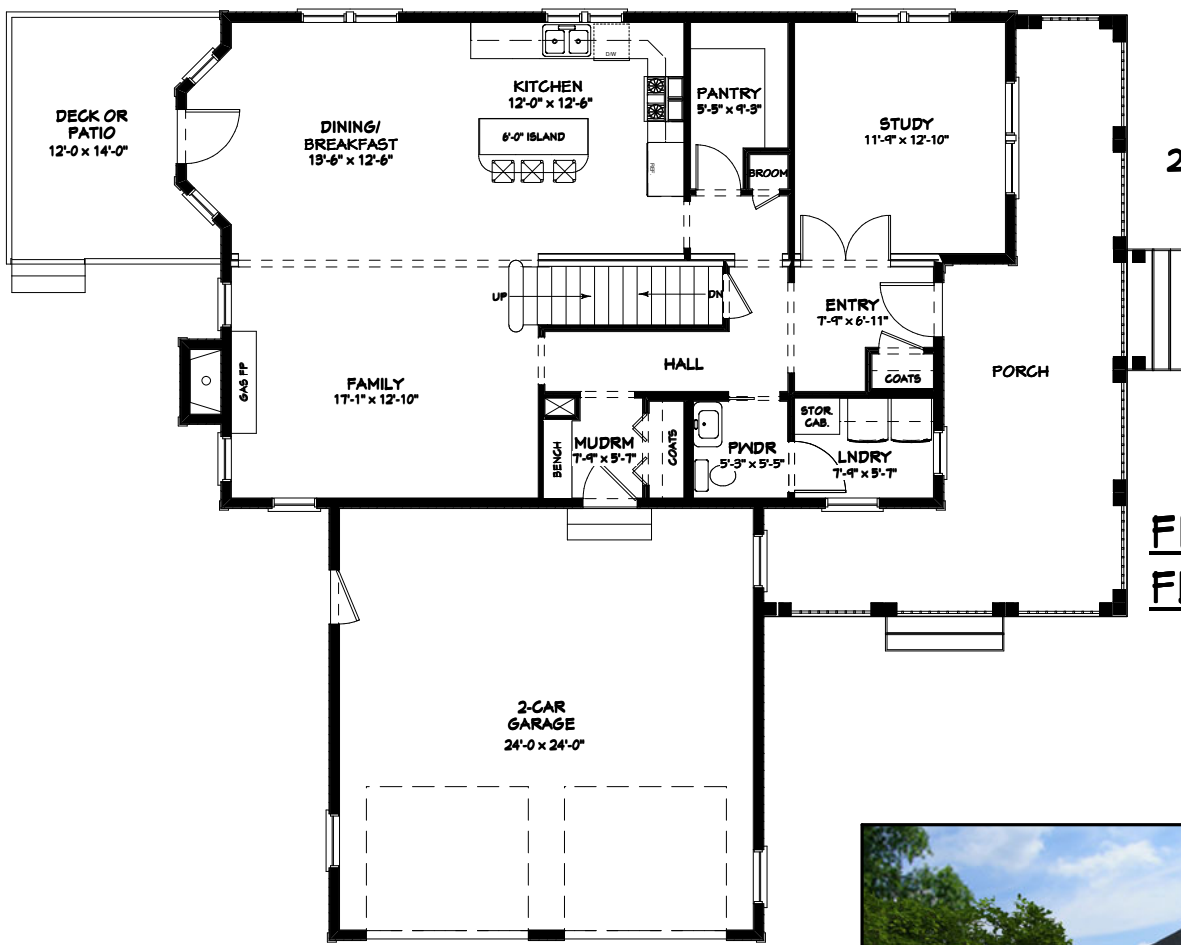 DECK OR
PATIO
12'-0 x 14'-0"
DINING/
BREAKFAST
13'-6" x 12'-6"
KITCHEN
12'-0" x 12'-6"
D/W
6'-0" ISLAND
REF.
PANTRY
5'-5" x 9'-3"
BROOM
STUDY
11'-9" x 12'-10"
2
UP
DN
ENTRY
7'-9" x 6'-11"
COATS
HALL
PORCH
GAS FP
FAMILY
17'-1" x 12'-10"
BENCH
MUDRM
7'-9" x 5'-7"
COATS
PWDR
5'-3" x 5'-5"
STOR
CAB.
LNDRY
7'-9" x 5'-7"
2-CAR
GARAGE
24'-0 x 24'-0"